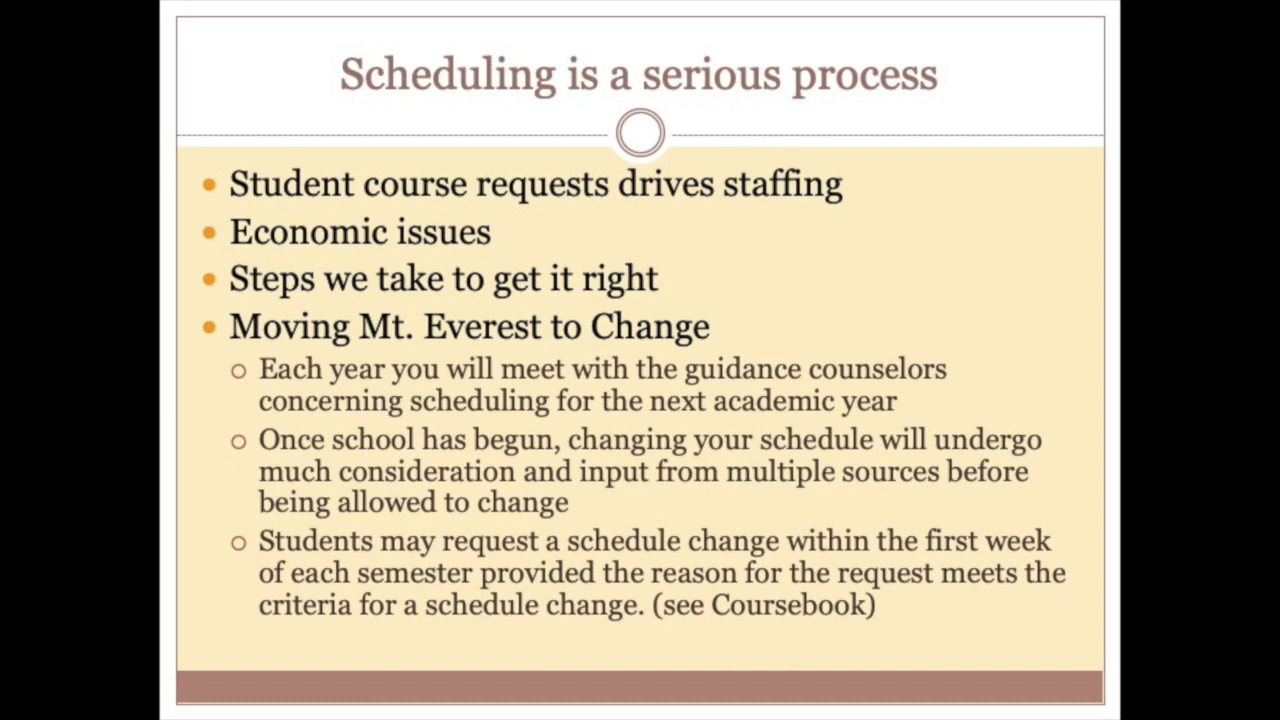 Scheduling is a serious process
• Student course requests drives staffing
• Economic issues
• Steps we take to get it right
• Moving Mt. Everest to Change
○ Each year you will meet with the guidance counselors
concerning scheduling for the next academic year
○ Once school has begun, changing your schedule will undergo
much consideration and input from multiple sources before
being allowed to change
○ Students may request a schedule change within the first week
of each semester provided the reason for the request meets the
criteria for a schedule change. (see Coursebook)